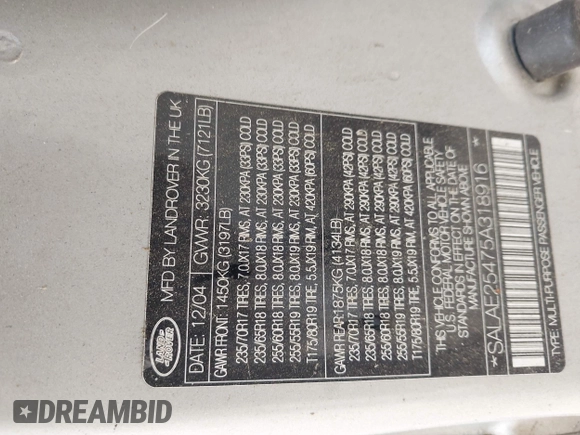 LAND ROVER
MFD BY LANDROVER IN THE UK
DATE: 12/04 GVWR: 3230KG (7121LB)
GAWR FRONT: 1450KG (3197LB)
235/70R17 TIRES, 7.0JX17 RIMS, AT 230KPA (33PSI) COLD
235/65R18 TIRES, 8.0JX18 RIMS, AT 230KPA (33PSI) COLD
255/60R18 TIRES, 8.0JX18 RIMS, AT 230KPA (33PSI) COLD
255/55R19 TIRES, 8.0JX19 RIMS, AT 230KPA (33PSI) COLD
T175/80R19 TIRE, 5.5JX19 RIM, AT 420KPA (60PSI) COLD
GAWR REAR: 1875KG (4134LB)
235/70R17 TIRES, 7.0JX17 RIMS, AT 290KPA (42PSI) COLD
235/65R18 TIRES, 8.0JX18 RIMS, AT 290KPA (42PSI) COLD
255/60R18 TIRES, 8.0JX18 RIMS, AT 290KPA (42PSI) COLD
255/55R19 TIRES, 8.0JX19 RIMS, AT 290KPA (42PSI) COLD
T175/80R19 TIRE, 5.5JX19 RIM, AT 420KPA (60PSI) COLD
THIS VEHICLE CONFORMS TO ALL APPLICABLE
U.S. FEDERAL MOTOR VEHICLE SAFETY
STANDARDS IN EFFECT ON THE DATE OF
MANUFACTURE SHOWN ABOVE
*SALAE25475A318916*
TYPE: MULTI-PURPOSE PASSENGER VEHICLE
DREAMBID